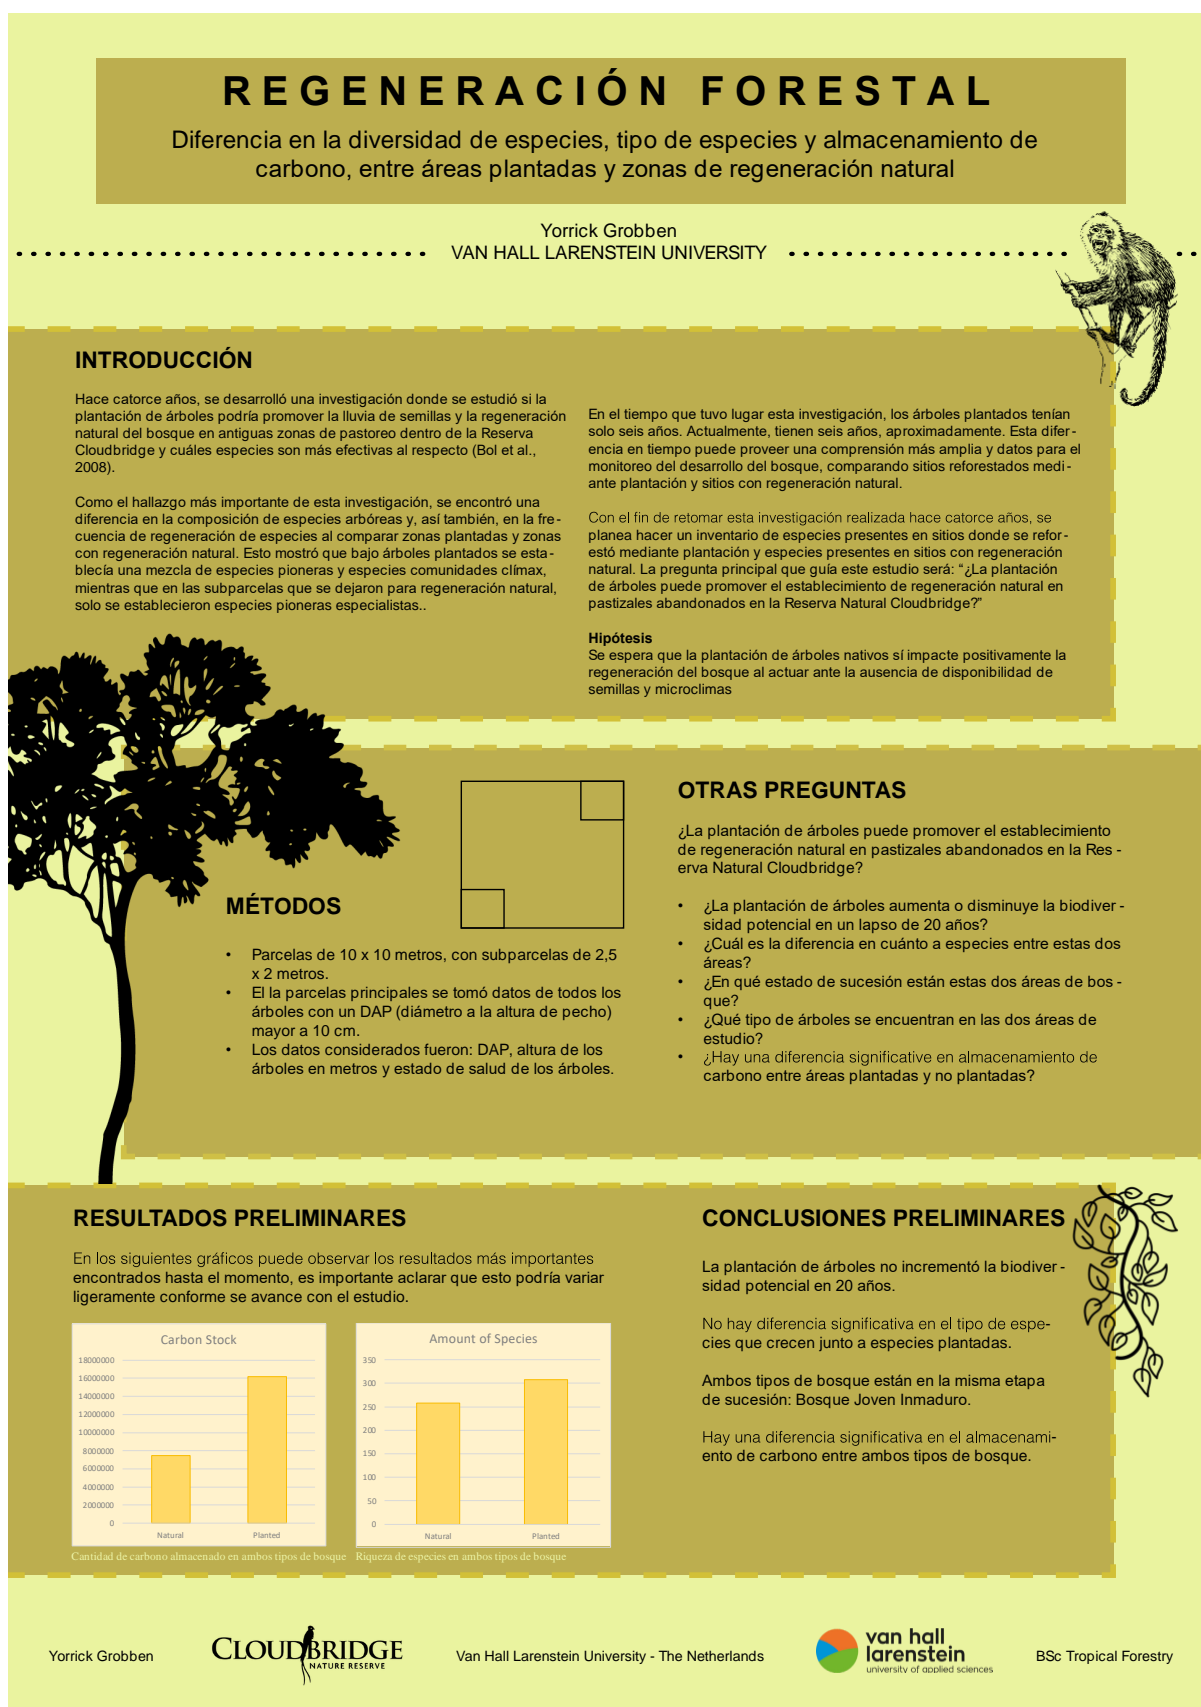 REGENERACIÓN FORESTAL
Diferencia en la diversidad de especies, tipo de especies y almacenamiento de
carbono, entre áreas plantadas y zonas de regeneración natural
Yorrick Grobben
VAN HALL LARENSTEIN UNIVERSITY
INTRODUCCIÓN
Hace catorce años, se desarrolló una investigación donde se estudió si la
plantación de árboles podría promover la lluvia de semillas y la regeneración
natural del bosque en antiguas zonas de pastoreo dentro de la Reserva
Cloudbridge y cuáles especies son más efectivas al respecto (Bol et al.,
2008).
Como el hallazgo más importante de esta investigación, se encontró una
diferencia en la composición de especies arbóreas y, así también, en la fre-
cuencia de regeneración de especies al comparar zonas plantadas y zonas
con regeneración natural. Esto mostró que bajo árboles plantados se esta-
blecía una mezcla de especies pioneras y especies comunidades clímax,
mientras que en las subparcelas que se dejaron para regeneración natural,
solo se establecieron especies pioneras especialistas..
En el tiempo que tuvo lugar esta investigación, los árboles plantados tenían
solo seis años. Actualmente, tienen seis años, aproximadamente. Esta difer-
encia en tiempo puede proveer una comprensión más amplia y datos para el
monitoreo del desarrollo del bosque, comparando sitios reforestados medi-
ante plantación y sitios con regeneración natural.
Con el fin de retomar esta investigación realizada hace catorce años, se
planea hacer un inventario de especies presentes en sitios donde se refor-
estó mediante plantación y especies presentes en sitios con regeneración
natural. La pregunta principal que guía este estudio será: “¿La plantación
de árboles puede promover el establecimiento de regeneración natural en
pastizales abandonados en la Reserva Natural Cloudbridge?”
Hipótesis
Se espera que la plantación de árboles nativos sí impacte positivamente la
regeneración del bosque al actuar ante la ausencia de disponibilidad de
semillas y microclimas
MÉTODOS
• Parcelas de 10 x 10 metros, con subparcelas de 2,5
x 2 metros.
• El la parcelas principales se tomó datos de todos los
árboles con un DAP (diámetro a la altura de pecho)
mayor a 10 cm.
• Los datos considerados fueron: DAP, altura de los
árboles en metros y estado de salud de los árboles.
OTRAS PREGUNTAS
¿La plantación de árboles puede promover el establecimiento
de regeneración natural en pastizales abandonados en la Res -
erva Natural Cloudbridge?
• ¿La plantación de árboles aumenta o disminuye la biodiver -
sidad potencial en un lapso de 20 años?
• ¿Cuál es la diferencia en cuánto a especies entre estas dos
áreas?
• ¿En qué estado de sucesión están estas dos áreas de bos -
que?
• ¿Qué tipo de árboles se encuentran en las dos áreas de
estudio?
• ¿Hay una diferencia significative en almacenamiento de
carbono entre áreas plantadas y no plantadas?
RESULTADOS PRELIMINARES
En los siguientes gráficos puede observar los resultados más importantes
encontrados hasta el momento, es importante aclarar que esto podría variar
ligeramente conforme se avance con el estudio.
Carbon Stock
18000000
16000000
14000000
12000000
10000000
8000000
6000000
4000000
2000000
0
Natural Planted
Cantidad de carbono almacenado en ambos tipos de bosque
Amount of Species
350
300
250
200
150
100
50
0
Natural Planted
Riqueza de especies en ambos tipos de bosque
CONCLUSIONES PRELIMINARES
La plantación de árboles no incrementó la biodiver -
sidad potencial en 20 años.
No hay diferencia significativa en el tipo de espe-
cies que crecen junto a especies plantadas.
Ambos tipos de bosque están en la misma etapa
de sucesión: Bosque Joven Inmaduro.
Hay una diferencia significativa en el almacenami-
ento de carbono entre ambos tipos de bosque.
Yorrick Grobben
CLOUDBRIDGE
NATURE RESERVE
Van Hall Larenstein University - The Netherlands
van hall
larenstein
university of applied sciences
BSc Tropical Forestry